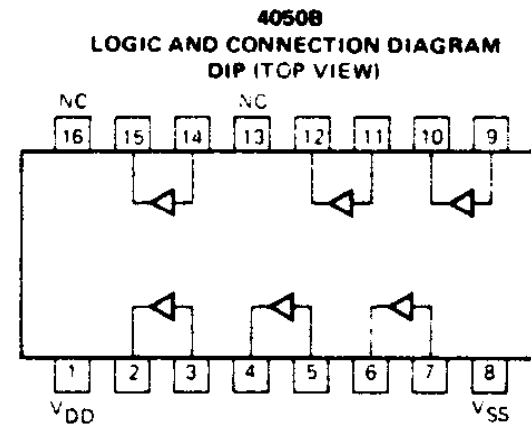 4050B
LOGIC AND CONNECTION DIAGRAM
DIP (TOP VIEW)
NC NC
16 15 14 13 12 11 10 9
1 2 3 4 5 6 7 8
VDD VSS